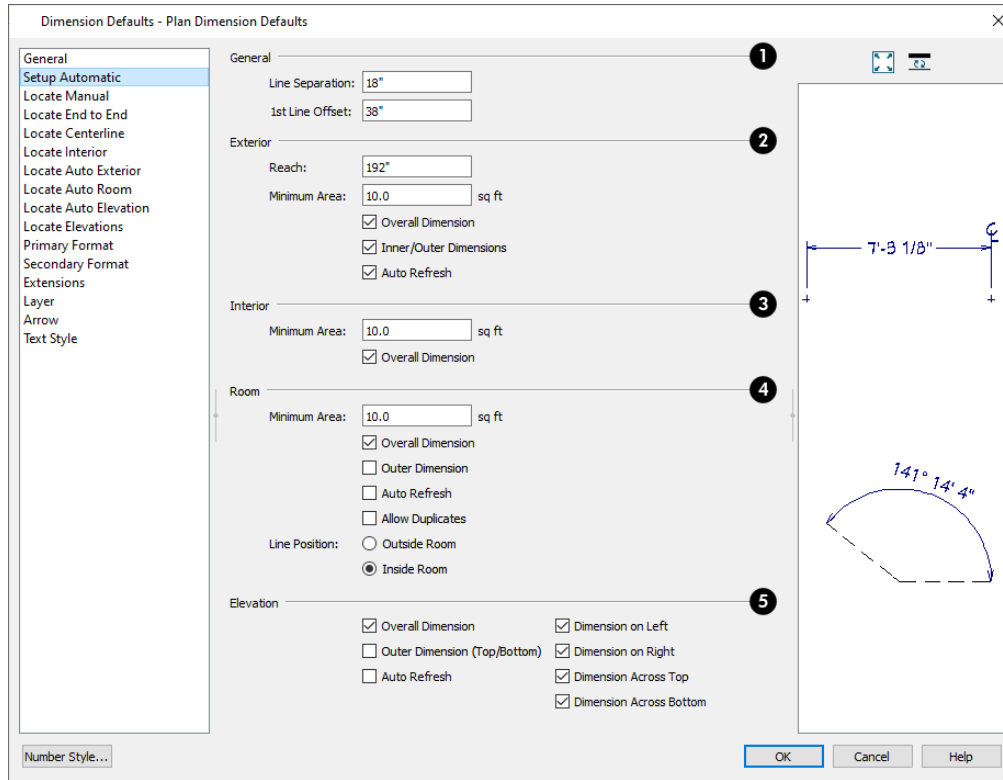 Dimension Defaults - Plan Dimension Defaults
General
Setup Automatic
Locate Manual
Locate End to End
Locate Centerline
Locate Interior
Locate Auto Exterior
Locate Auto Room
Locate Auto Elevation
Locate Elevations
Primary Format
Secondary Format
Extensions
Layer
Arrow
Text Style
General 1
Line Separation: 18"
1st Line Offset: 38"
Exterior 2
Reach: 192"
Minimum Area: 10.0 sq ft
Overall Dimension
Inner/Outer Dimensions
Auto Refresh
Interior 3
Minimum Area: 10.0 sq ft
Overall Dimension
Room 4
Minimum Area: 10.0 sq ft
Overall Dimension
Outer Dimension
Auto Refresh
Allow Duplicates
Line Position: Outside Room
Inside Room
Elevation 5
Overall Dimension Dimension on Left
Outer Dimension (Top/Bottom) Dimension on Right
Auto Refresh Dimension Across Top
Dimension Across Bottom
7'-3 1/8"
141° 14' 4"
Number Style... OK Cancel Help